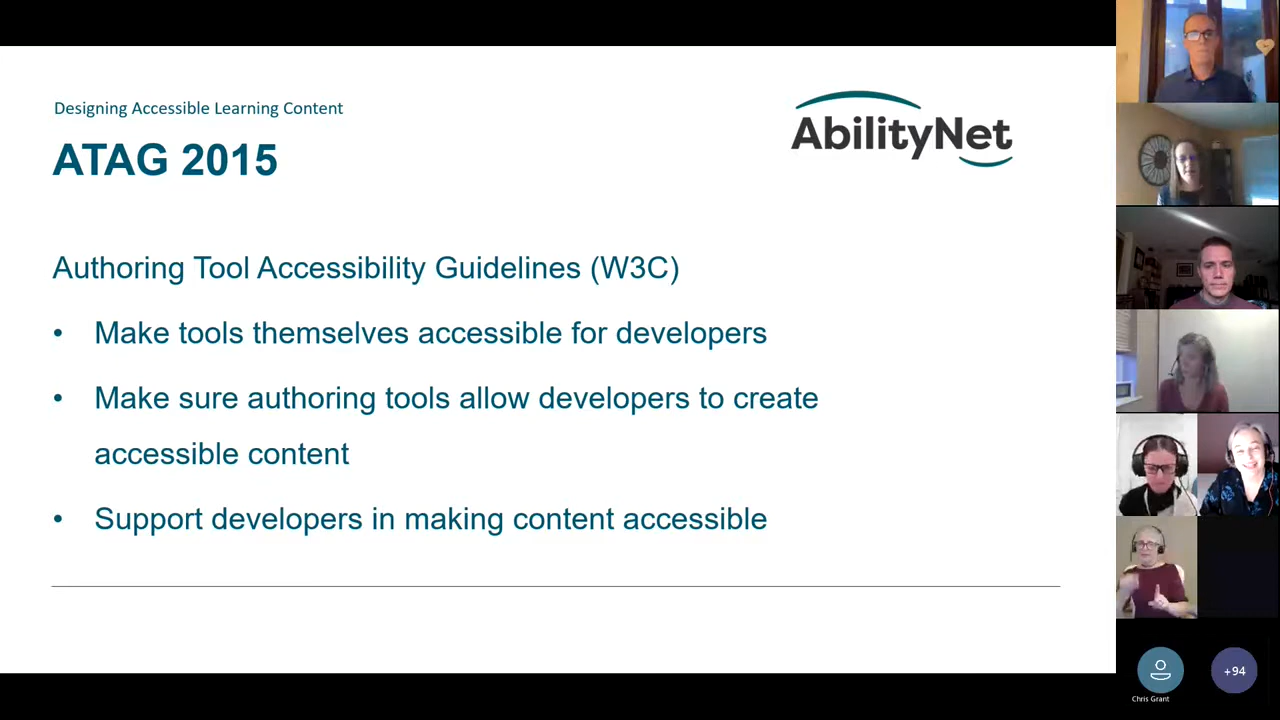 Designing Accessible Learning Content
ATAG 2015
AbilityNet
Authoring Tool Accessibility Guidelines (W3C)
• Make tools themselves accessible for developers
• Make sure authoring tools allow developers to create
accessible content
• Support developers in making content accessible
+94
Chris Grant